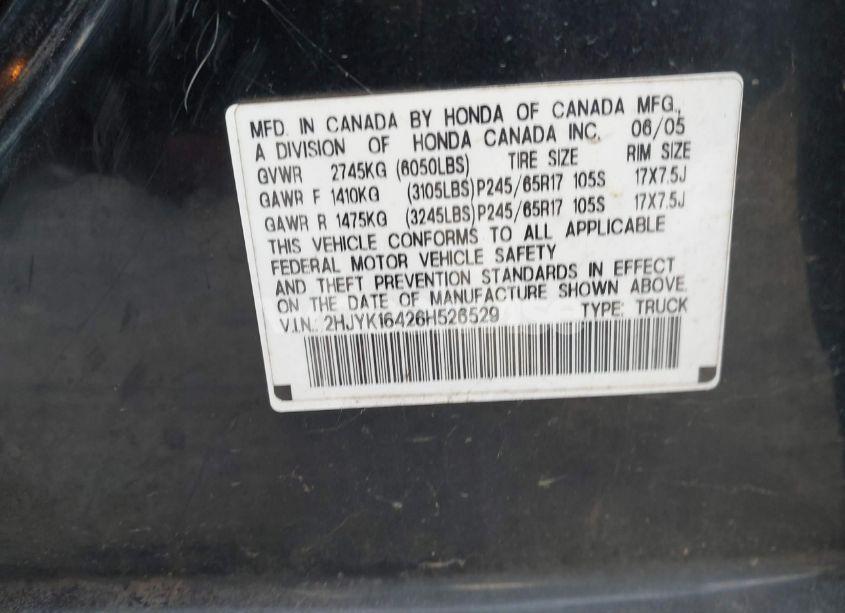 MFD. IN CANADA BY HONDA OF CANADA MFG.,
A DIVISION OF HONDA CANADA INC. 06/05
GVWR 2745KG (6050LBS) TIRE SIZE RIM SIZE
GAWR F 1410KG (3105LBS) P245/65R17 105S 17X7.5J
GAWR R 1475KG (3245LBS) P245/65R17 105S 17X7.5J
THIS VEHICLE CONFORMS TO ALL APPLICABLE
FEDERAL MOTOR VEHICLE SAFETY
AND THEFT PREVENTION STANDARDS IN EFFECT
ON THE DATE OF MANUFACTURE SHOWN ABOVE.
V.I.N.: 2HJYK16426H526529 TYPE: TRUCK